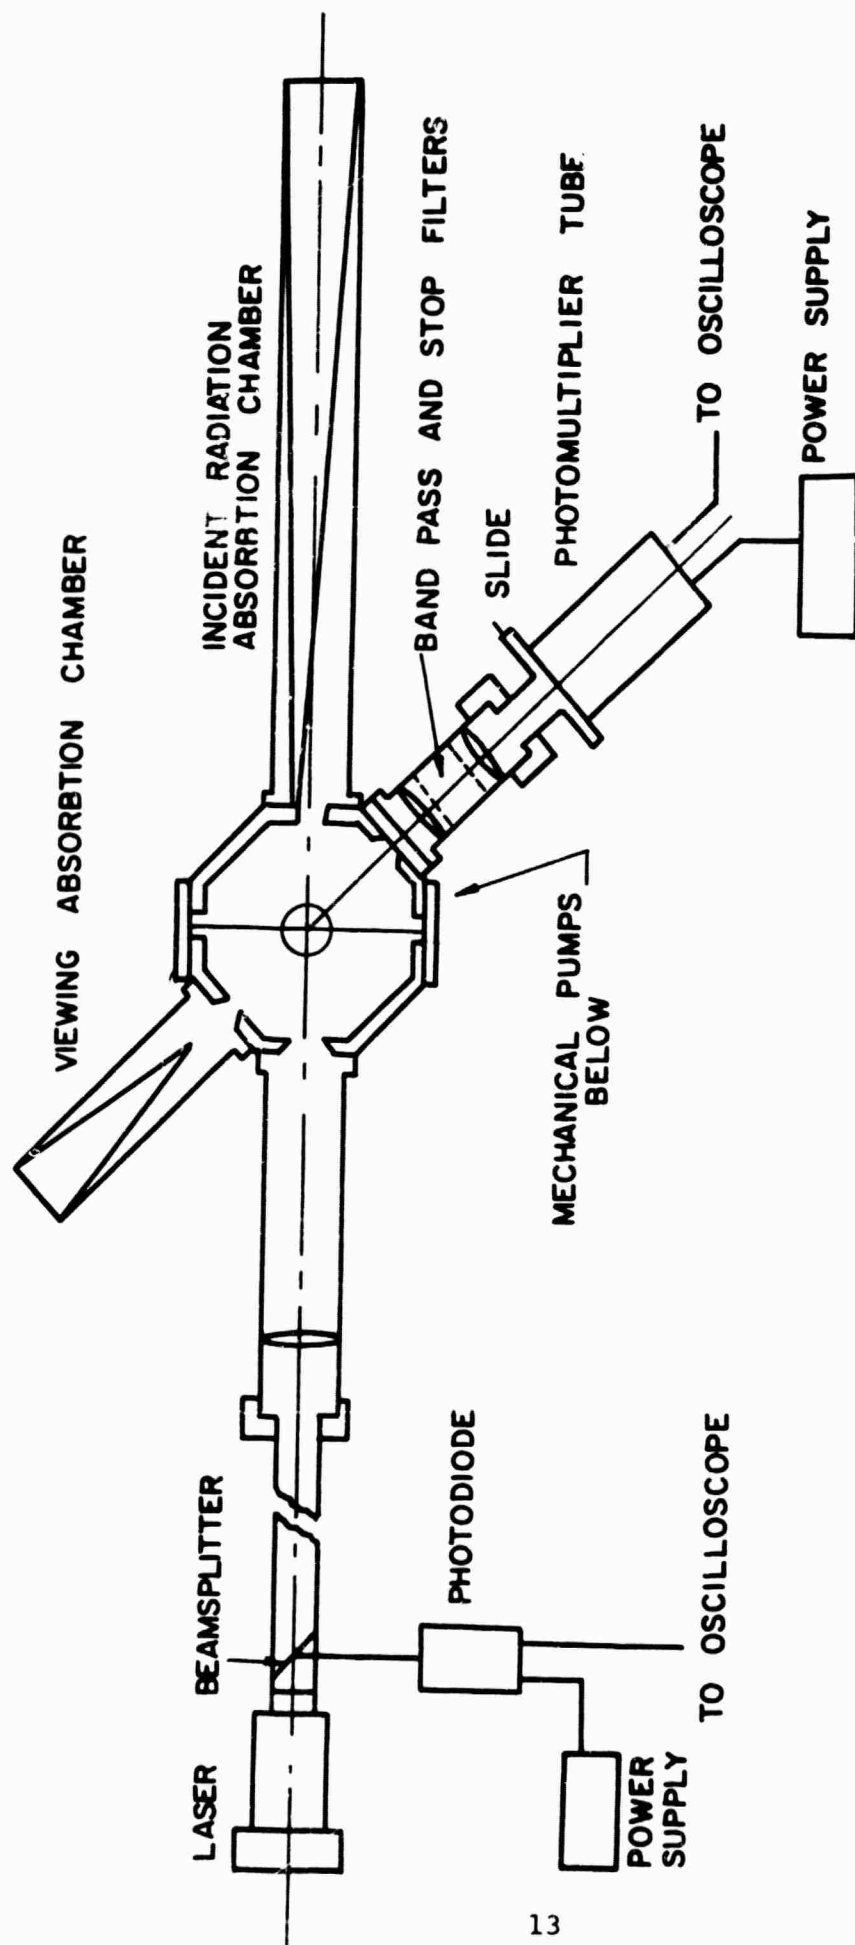 VIEWING ABSORBTION CHAMBER
INCIDENT RADIATION
ABSORBTION CHAMBER
BAND PASS AND STOP FILTERS
SLIDE
PHOTOMULTIPLIER TUBE
TO OSCILLOSCOPE
POWER SUPPLY
MECHANICAL PUMPS
BELOW
LASER
BEAMSPLITTER
PHOTODIODE
TO OSCILLOSCOPE
POWER
SUPPLY
13